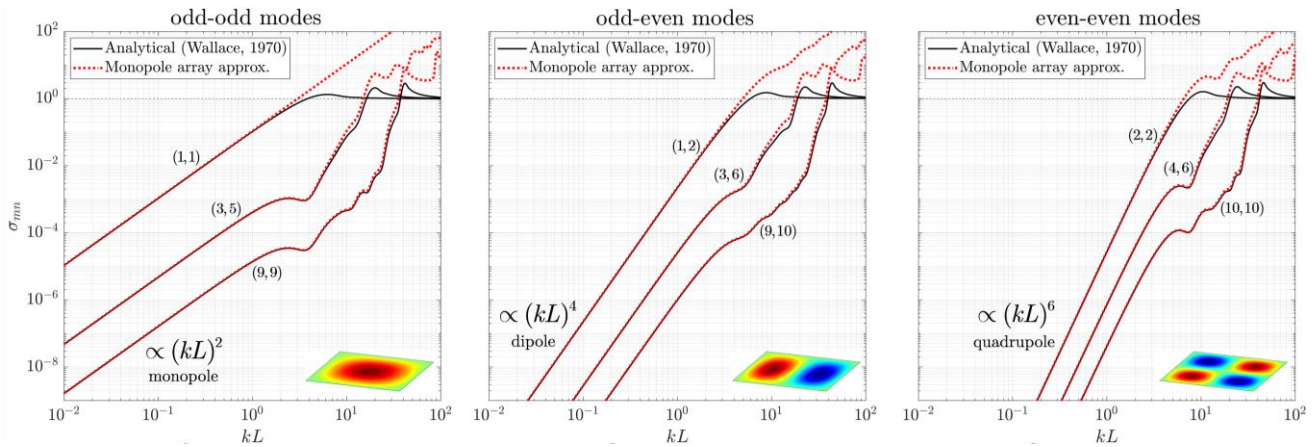 odd-odd modes
Analytical (Wallace, 1970)
Monopole array approx.
(1, 1)
(3, 5)
(9, 9)
∝ (kL)^2
monopole
σ_mn
10^2
10^0
10^-2
10^-4
10^-6
10^-8
10^-2 10^-1 10^0 10^1 10^2
kL
odd-even modes
Analytical (Wallace, 1970)
Monopole array approx.
(1, 2)
(3, 6)
(9, 10)
∝ (kL)^4
dipole
10^-2 10^-1 10^0 10^1 10^2
kL
even-even modes
Analytical (Wallace, 1970)
Monopole array approx.
(2, 2)
(4, 6)
(10, 10)
∝ (kL)^6
quadrupole
10^-2 10^-1 10^0 10^1 10^2
kL